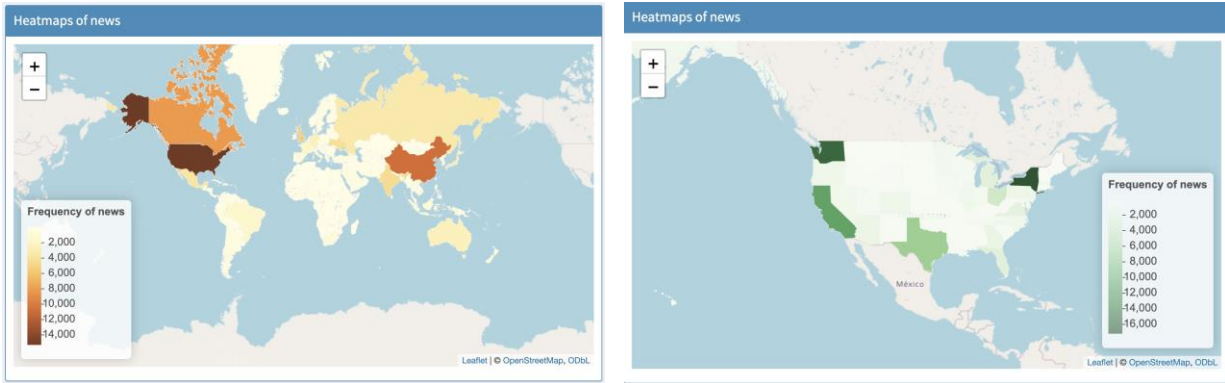 Heatmaps of news
+
−
Frequency of news
- 2,000
- 4,000
- 6,000
- 8,000
-10,000
-12,000
-14,000
Leaflet | © OpenStreetMap, ODbL
Heatmaps of news
+
−
México
Frequency of news
- 2,000
- 4,000
- 6,000
- 8,000
-10,000
-12,000
-14,000
-16,000
Leaflet | © OpenStreetMap, ODbL